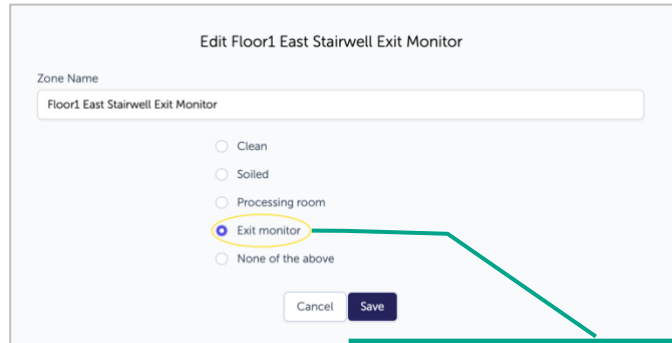 Edit Floor1 East Stairwell Exit Monitor
Zone Name
Floor1 East Stairwell Exit Monitor
Clean
Soiled
Processing room
Exit monitor
None of the above
Cancel Save